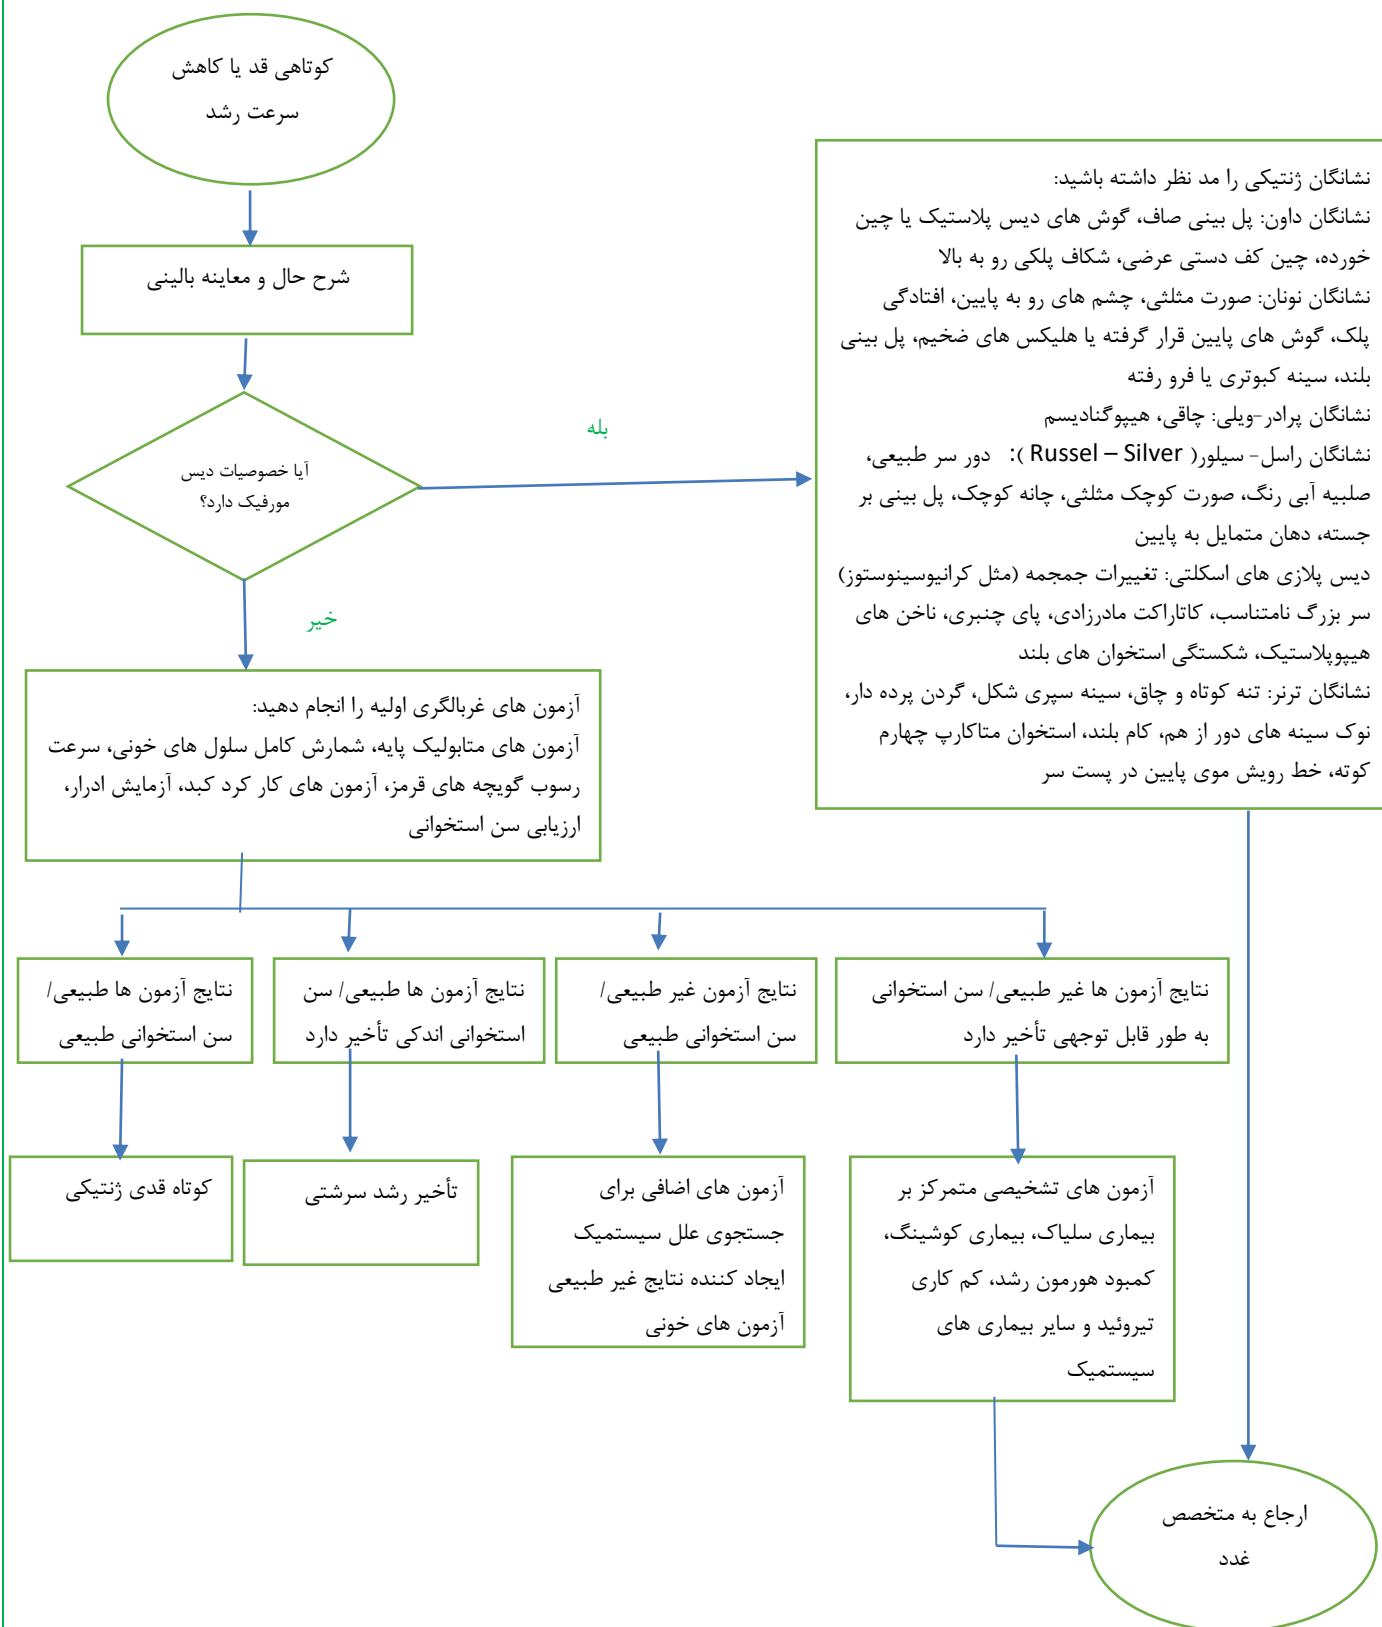 کوتاهی قد یا کاهش
سرعت رشد
شرح حال و معاینه بالینی
آیا خصوصیات دیس
مورفیک دارد؟
بله
نشانگان ژنتیکی را مد نظر داشته باشید:
نشانگان داون: پل بینی صاف، گوش های دیس پلاستیک یا چین
خورده، چین کف دستی عرضی، شکاف پلکی رو به بالا
نشانگان نونان: صورت مثلثی، چشم های رو به پایین، افتادگی
پلک، گوش های پایین قرار گرفته یا هلیکس های ضخیم، پل بینی
بلند، سینه کبوتری یا فرو رفته
نشانگان پرادر-ویلی: چاقی، هیپوگنادیسم
نشانگان راسل- سیلور( Russel – Silver ): دور سر طبیعی،
صلبیه آبی رنگ، صورت کوچک مثلثی، چانه کوچک، پل بینی بر
جسته، دهان متمایل به پایین
دیس پلازی های اسکلتی: تغییرات جمجمه (مثل کرانیوسینوستوز)
سر بزرگ نامتناسب، کاتاراکت مادرزادی، پای چنبری، ناخن های
هیپوپلاستیک، شکستگی استخوان های بلند
نشانگان ترنر: تنه کوتاه و چاق، سینه سپری شکل، گردن پرده دار،
نوک سینه های دور از هم، کام بلند، استخوان متاکارپ چهارم
کوته، خط رویش موی پایین در پست سر
خیر
آزمون های غربالگری اولیه را انجام دهید:
آزمون های متابولیک پایه، شمارش کامل سلول های خونی، سرعت
رسوب گویچه های قرمز، آزمون های کار کرد کبد، آزمایش ادرار،
ارزیابی سن استخوانی
نتایج آزمون ها غیر طبیعی/ سن استخوانی
به طور قابل توجهی تأخیر دارد
نتایج آزمون غیر طبیعی/
سن استخوانی طبیعی
نتایج آزمون ها طبیعی/ سن
استخوانی اندکی تأخیر دارد
نتایج آزمون ها طبیعی/
سن استخوانی طبیعی
آزمون های تشخیصی متمرکز بر
بیماری سلیاک، بیماری کوشینگ،
کمبود هورمون رشد، کم کاری
تیروئید و سایر بیماری های
سیستمیک
آزمون های اضافی برای
جستجوی علل سیستمیک
ایجاد کننده نتایج غیر طبیعی
آزمون های خونی
تأخیر رشد سرشتی
کوتاه قدی ژنتیکی
ارجاع به متخصص
غدد